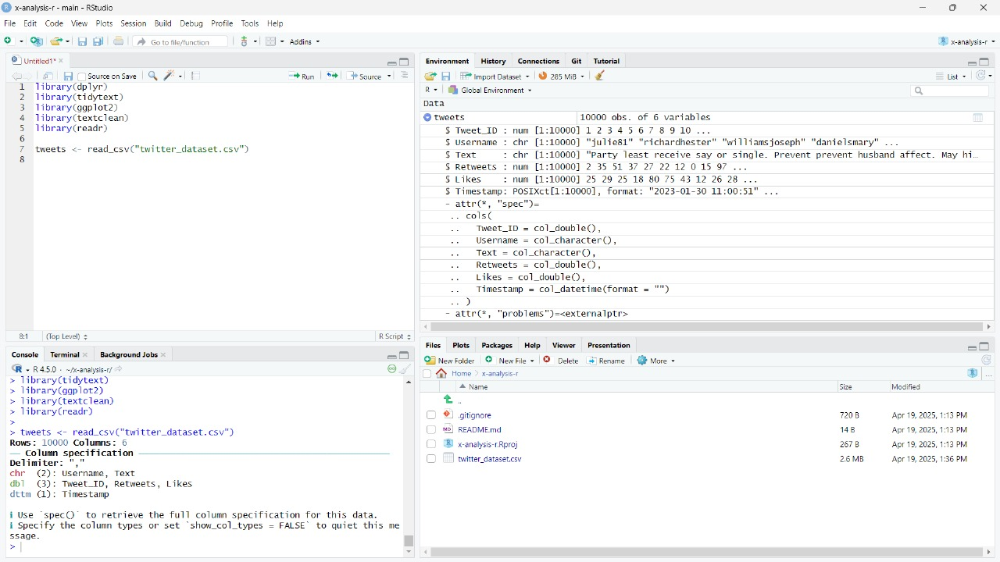 x-analysis-r - main - RStudio
File Edit Code View Plots Session Build Debug Profile Tools Help
Go to file/function Addins x-analysis-r
Untitled1*
Source on Save Run Source
1 library(dplyr)
2 library(tidytext)
3 library(ggplot2)
4 library(textclean)
5 library(readr)
6
7 tweets <- read_csv("twitter_dataset.csv")
8
8:1 (Top Level) R Script
Console Terminal Background Jobs
R 4.5.0 · ~/x-analysis-r/
> library(tidytext)
> library(ggplot2)
> library(textclean)
> library(readr)
>
> tweets <- read_csv("twitter_dataset.csv")
Rows: 10000 Columns: 6
── Column specification ──
Delimiter: ","
chr (2): Username, Text
dbl (3): Tweet_ID, Retweets, Likes
dttm (1): Timestamp
ℹ Use `spec()` to retrieve the full column specification for this data.
ℹ Specify the column types or set `show_col_types = FALSE` to quiet this me
ssage.
>
Environment History Connections Git Tutorial
Import Dataset 285 MiB List
R Global Environment
Data
tweets 10000 obs. of 6 variables
$ Tweet_ID : num [1:10000] 1 2 3 4 5 6 7 8 9 10 ...
$ Username : chr [1:10000] "julie81" "richardhester" "williamsjoseph" "danielsmary" ...
$ Text : chr [1:10000] "Party least receive say or single. Prevent prevent husband affect. May hi…
$ Retweets : num [1:10000] 2 35 51 37 27 22 12 0 15 97 ...
$ Likes : num [1:10000] 25 29 25 18 80 75 43 12 26 28 ...
$ Timestamp: POSIXct[1:10000], format: "2023-01-30 11:00:51" ...
- attr(*, "spec")=
.. cols(
.. Tweet_ID = col_double(),
.. Username = col_character(),
.. Text = col_character(),
.. Retweets = col_double(),
.. Likes = col_double(),
.. Timestamp = col_datetime(format = "")
.. )
- attr(*, "problems")=<externalptr>
Files Plots Packages Help Viewer Presentation
New Folder New File Delete Rename More
Home x-analysis-r ...
Name Size Modified
..
.gitignore 720 B Apr 19, 2025, 1:13 PM
README.md 14 B Apr 19, 2025, 1:13 PM
x-analysis-r.Rproj 267 B Apr 19, 2025, 1:13 PM
twitter_dataset.csv 2.6 MB Apr 19, 2025, 1:36 PM